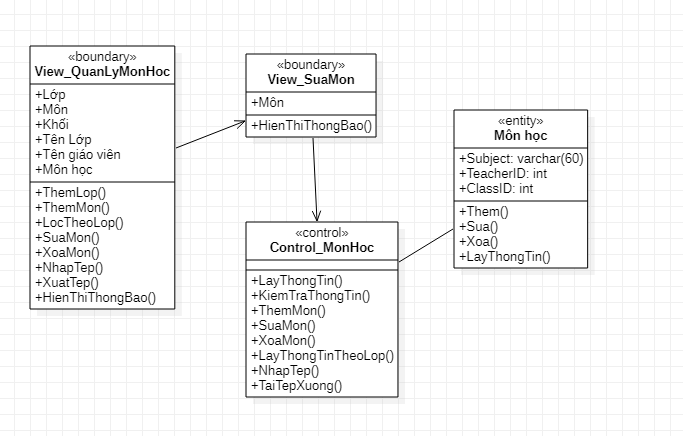 «boundary»
View_QuanLyMonHoc
+Lớp
+Môn
+Khối
+Tên Lớp
+Tên giáo viên
+Môn học
+ThemLop()
+ThemMon()
+LocTheoLop()
+SuaMon()
+XoaMon()
+NhapTep()
+XuatTep()
+HienThiThongBao()
«boundary»
View_SuaMon
+Môn
+HienThiThongBao()
«control»
Control_MonHoc
+LayThongTin()
+KiemTraThongTin()
+ThemMon()
+SuaMon()
+XoaMon()
+LayThongTinTheoLop()
+NhapTep()
+TaiTepXuong()
«entity»
Môn học
+Subject: varchar(60)
+TeacherID: int
+ClassID: int
+Them()
+Sua()
+Xoa()
+LayThongTin()